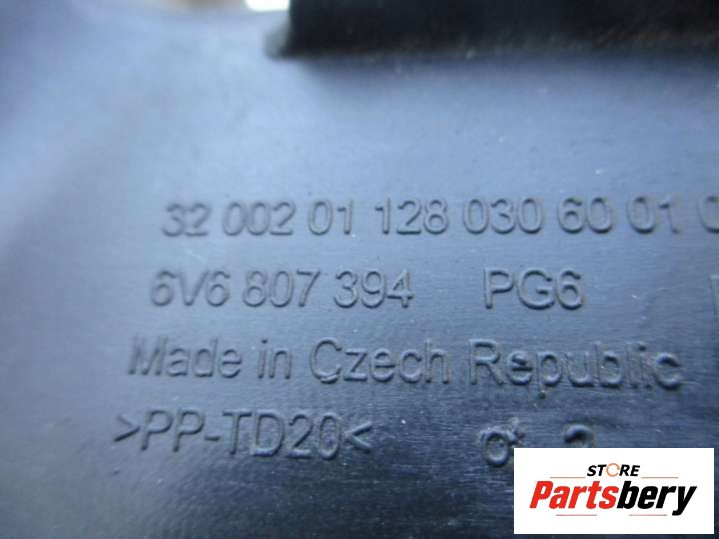 32 002 01 128 030 60 01
6V6 807 394 PG6
Made in Czech Republic
>PP-TD20<
STORE
Partsbery